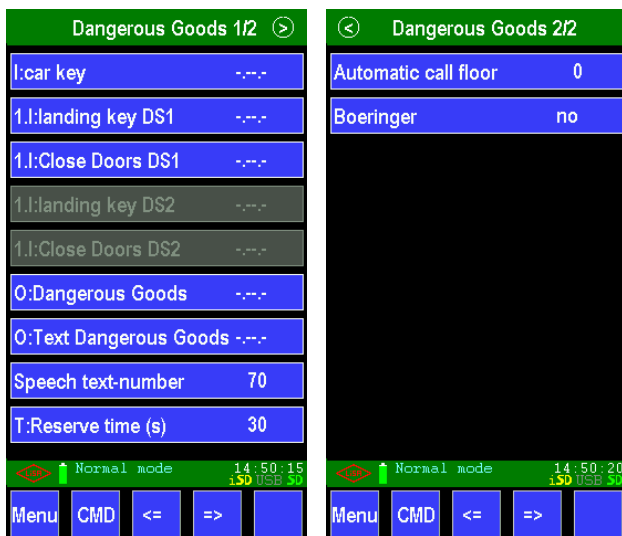 Dangerous Goods 1/2 >
I:car key -.--.-
1.I:landing key DS1 -.--.-
1.I:Close Doors DS1 -.--.-
1.I:landing key DS2 -.--.-
1.I:Close Doors DS2 -.--.-
O:Dangerous Goods -.--.-
O:Text Dangerous Goods -.--.-
Speech text-number 70
T:Reserve time (s) 30
Normal mode 14:50:15
iSD USB SD
Menu CMD <= =>
< Dangerous Goods 2/2
Automatic call floor 0
Boeringer no
Normal mode 14:50:20
iSD USB SD
Menu CMD <= =>